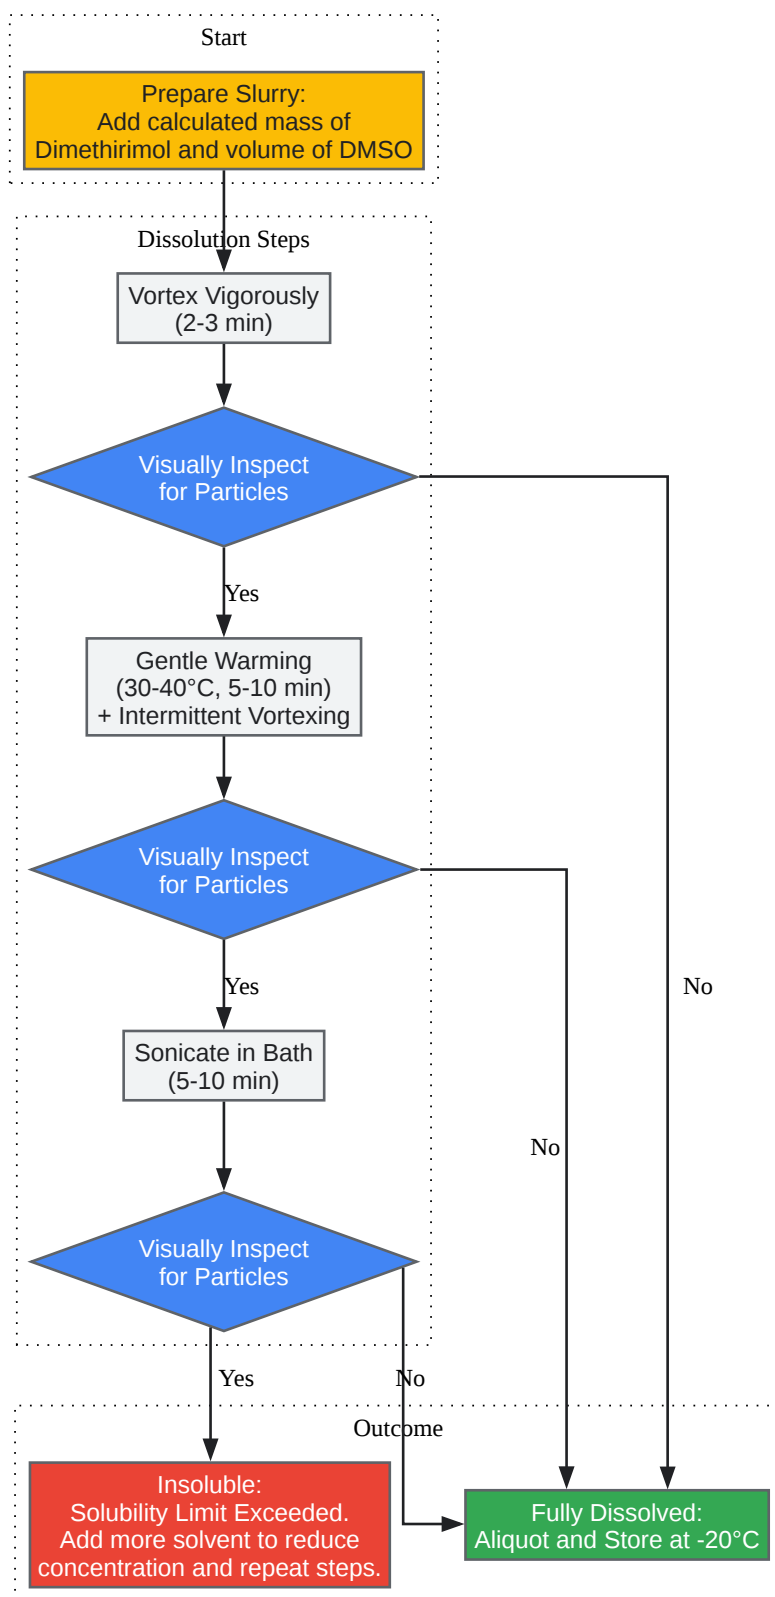 Start
Prepare Slurry:
Add calculated mass of
Dimethirimol and volume of DMSO
Dissolution Steps
Vortex Vigorously
(2-3 min)
Visually Inspect
for Particles
Yes
Gentle Warming
(30-40°C, 5-10 min)
+ Intermittent Vortexing
Visually Inspect
for Particles
Yes
No
Sonicate in Bath
(5-10 min)
No
Visually Inspect
for Particles
Yes
No
Outcome
Insoluble:
Solubility Limit Exceeded.
Add more solvent to reduce
concentration and repeat steps.
Fully Dissolved:
Aliquot and Store at -20°C